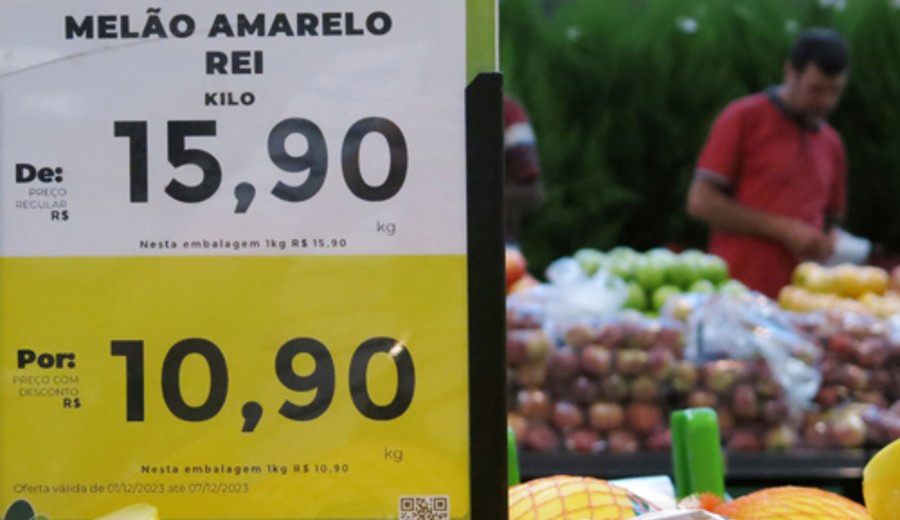 MELÃO AMARELO
REI
KILO
De:
PREÇO
REGULAR
R$
15,90
kg
Nesta embalagem 1kg R$ 15,90
Por:
PREÇO COM
DESCONTO
R$
10,90
kg
Nesta embalagem 1kg R$ 10,90
Oferta válida de 01/12/2023 até 07/12/2023